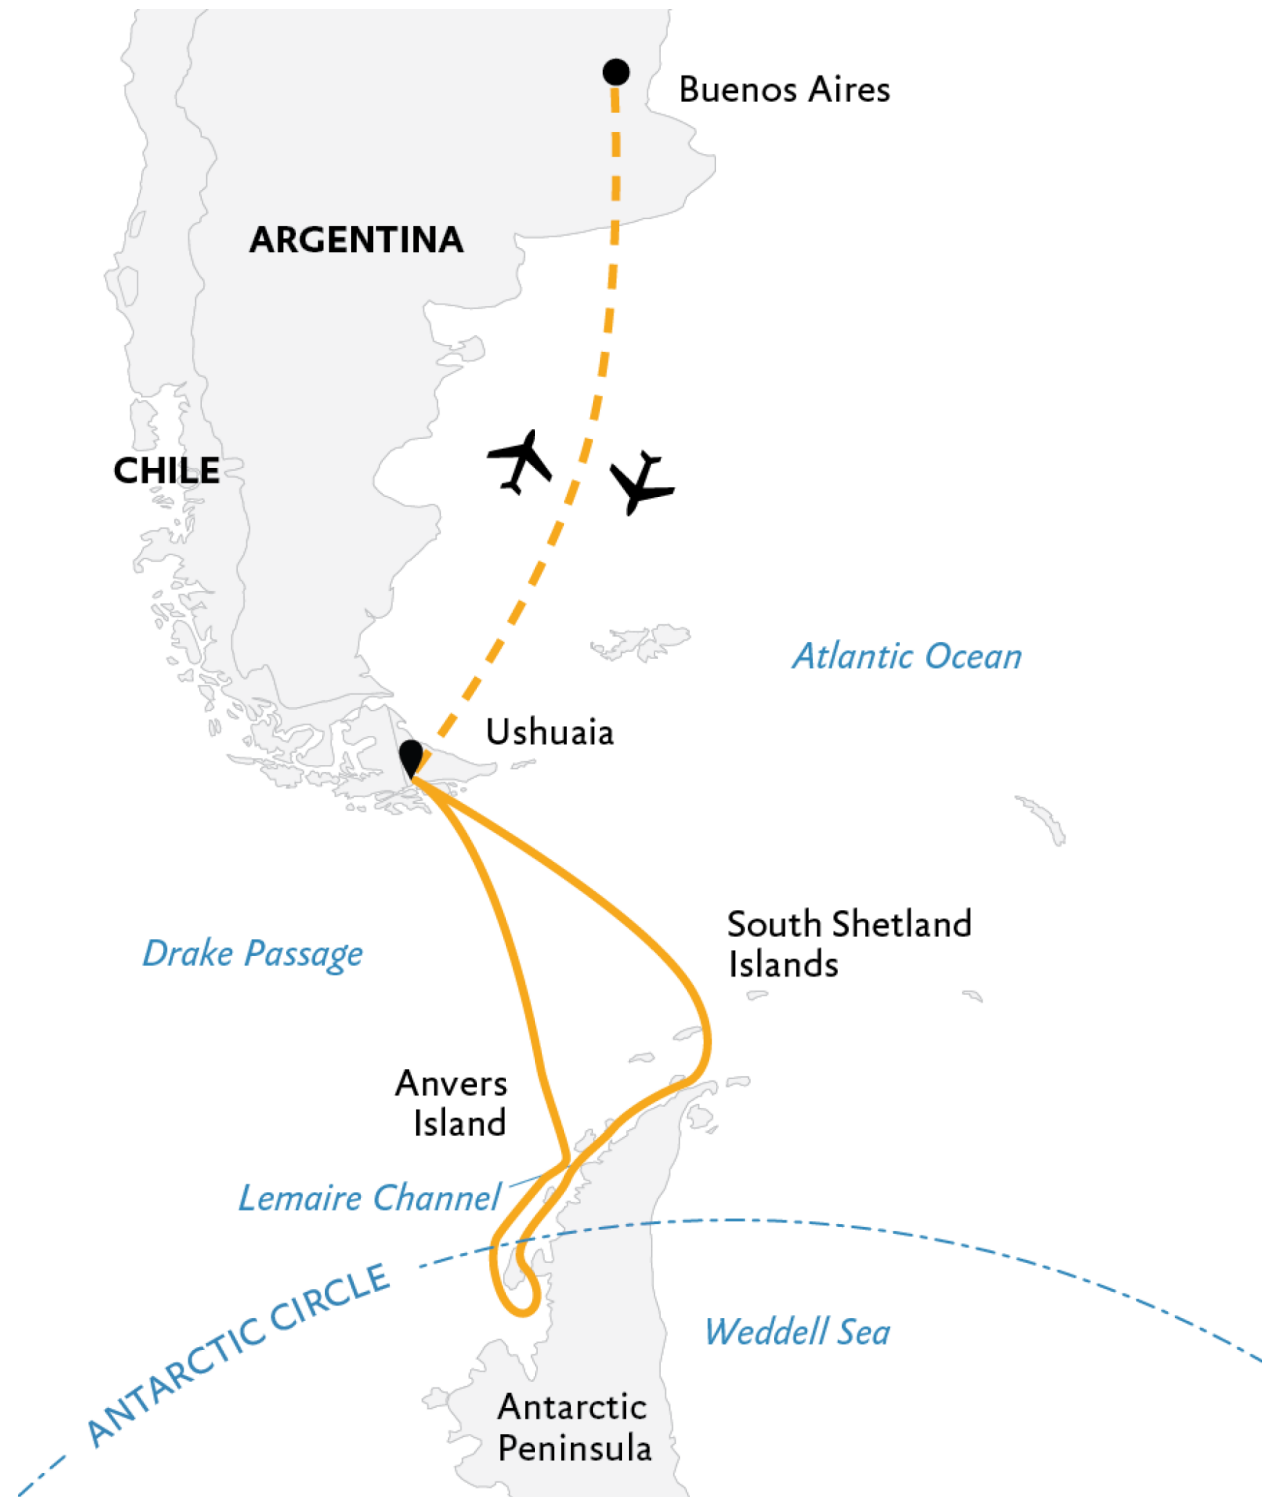 Buenos Aires
ARGENTINA
CHILE
Atlantic Ocean
Ushuaia
South Shetland
Islands
Drake Passage
Anvers
Island
Lemaire Channel
ANTARCTIC CIRCLE
Weddell Sea
Antarctic
Peninsula